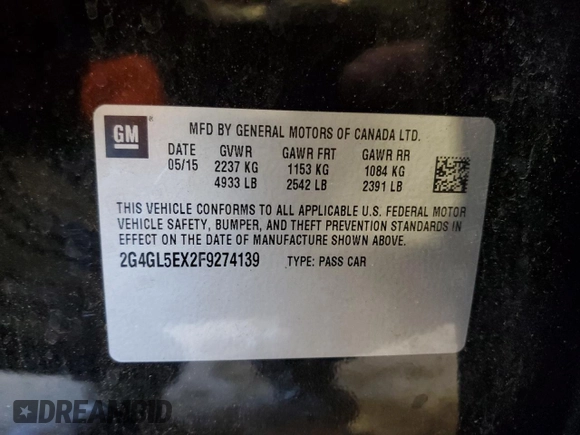 GM
MFD BY GENERAL MOTORS OF CANADA LTD.
DATE GVWR GAWR FRT GAWR RR
05/15 2237 KG 1153 KG 1084 KG
4933 LB 2542 LB 2391 LB
THIS VEHICLE CONFORMS TO ALL APPLICABLE U.S. FEDERAL MOTOR
VEHICLE SAFETY, BUMPER, AND THEFT PREVENTION STANDARDS IN
EFFECT ON THE DATE OF MANUFACTURE SHOWN ABOVE.
2G4GL5EX2F9274139 TYPE: PASS CAR
DREAMBID